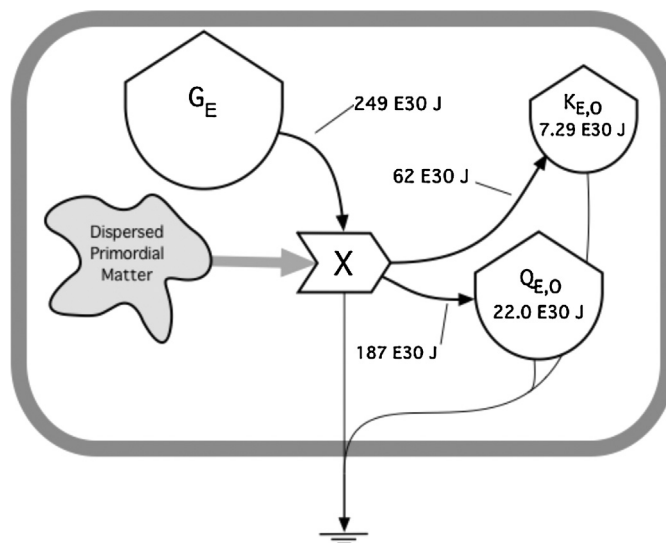 G_E
249 E30 J
K_E,O
7.29 E30 J
62 E30 J
Dispersed
Primordial
Matter
X
Q_E,O
22.0 E30 J
187 E30 J